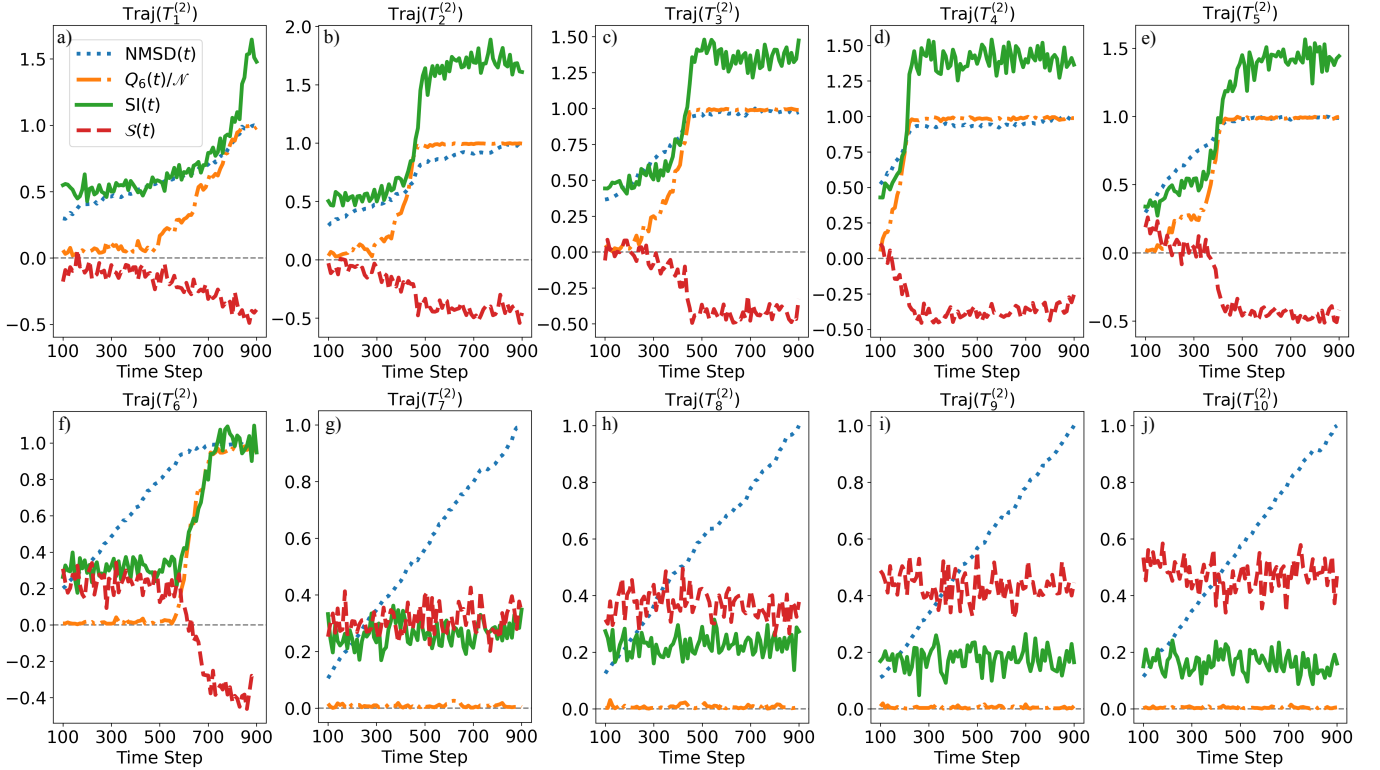 Traj(T₁⁽²⁾)
a)
NMSD(t)
Q₆(t)/𝒩
SI(t)
𝒮(t)
1.5
1.0
0.5
0.0
−0.5
100 300 500 700 900
Time Step
Traj(T₂⁽²⁾)
b)
2.0
1.5
1.0
0.5
0.0
−0.5
100 300 500 700 900
Time Step
Traj(T₃⁽²⁾)
c)
1.50
1.25
1.00
0.75
0.50
0.25
0.00
−0.25
−0.50
100 300 500 700 900
Time Step
Traj(T₄⁽²⁾)
d)
1.50
1.25
1.00
0.75
0.50
0.25
0.00
−0.25
−0.50
100 300 500 700 900
Time Step
Traj(T₅⁽²⁾)
e)
1.5
1.0
0.5
0.0
−0.5
100 300 500 700 900
Time Step
Traj(T₆⁽²⁾)
f)
1.0
0.8
0.6
0.4
0.2
0.0
−0.2
−0.4
100 300 500 700 900
Time Step
Traj(T₇⁽²⁾)
g)
1.0
0.8
0.6
0.4
0.2
0.0
100 300 500 700 900
Time Step
Traj(T₈⁽²⁾)
h)
1.0
0.8
0.6
0.4
0.2
0.0
100 300 500 700 900
Time Step
Traj(T₉⁽²⁾)
i)
1.0
0.8
0.6
0.4
0.2
0.0
100 300 500 700 900
Time Step
Traj(T₁₀⁽²⁾)
j)
1.0
0.8
0.6
0.4
0.2
0.0
100 300 500 700 900
Time Step